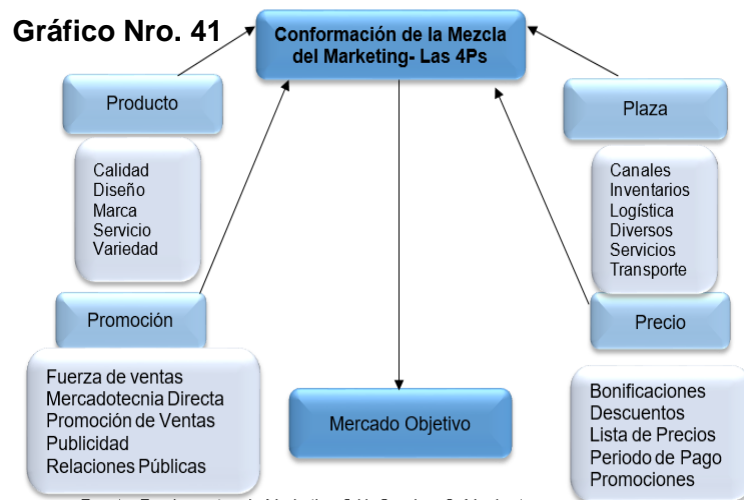 Gráfico Nro. 41
Conformación de la Mezcla
del Marketing- Las 4Ps
Producto
Calidad
Diseño
Marca
Servicio
Variedad
Plaza
Canales
Inventarios
Logística
Diversos
Servicios
Transporte
Promoción
Fuerza de ventas
Mercadotecnia Directa
Promoción de Ventas
Publicidad
Relaciones Públicas
Precio
Bonificaciones
Descuentos
Lista de Precios
Periodo de Pago
Promociones
Mercado Objetivo